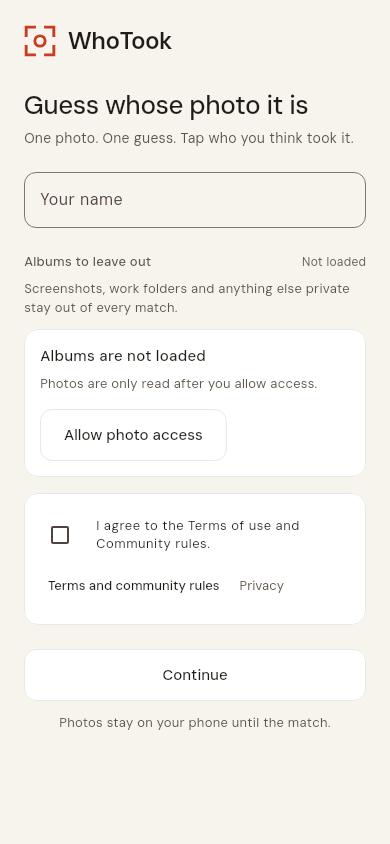 WhoTook
Guess whose photo it is
One photo. One guess. Tap who you think took it.
Your name
Albums to leave out
Not loaded
Screenshots, work folders and anything else private
stay out of every match.
Albums are not loaded
Photos are only read after you allow access.
Allow photo access
I agree to the Terms of use and
Community rules.
Terms and community rules
Privacy
Continue
Photos stay on your phone until the match.